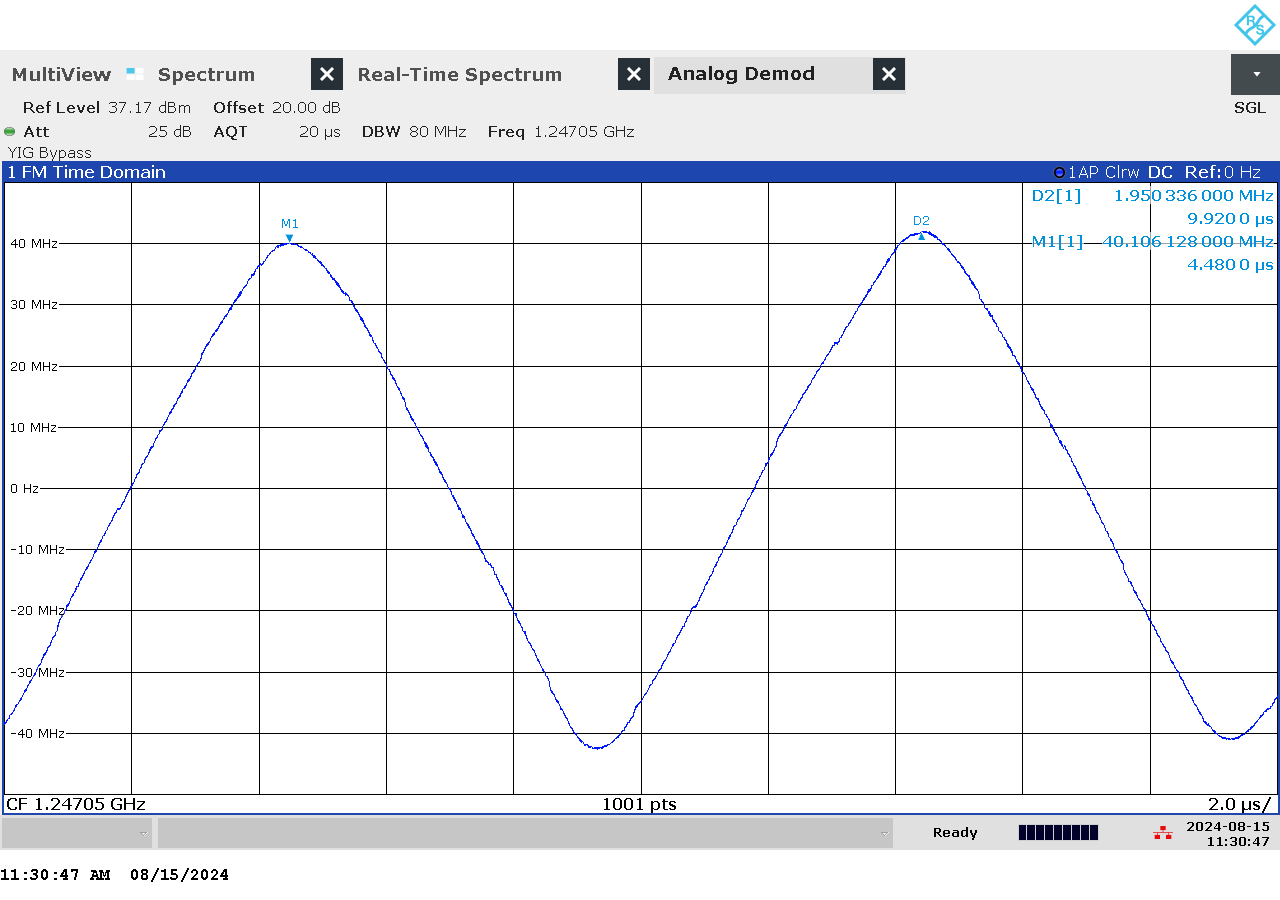 R/S
MultiView Spectrum Real-Time Spectrum Analog Demod
Ref Level 37.17 dBm Offset 20.00 dB SGL
Att 25 dB AQT 20 µs DBW 80 MHz Freq 1.24705 GHz
YIG Bypass
1 FM Time Domain 1AP Clrw DC Ref:0 Hz
D2[1] 1.950 336 000 MHz
9.920 0 µs
M1[1] 40.106 128 000 MHz
4.480 0 µs
M1
D2
40 MHz
30 MHz
20 MHz
10 MHz
0 Hz
-10 MHz
-20 MHz
-30 MHz
-40 MHz
CF 1.24705 GHz 1001 pts 2.0 µs/
Ready 2024-08-15
11:30:47
11:30:47 AM 08/15/2024